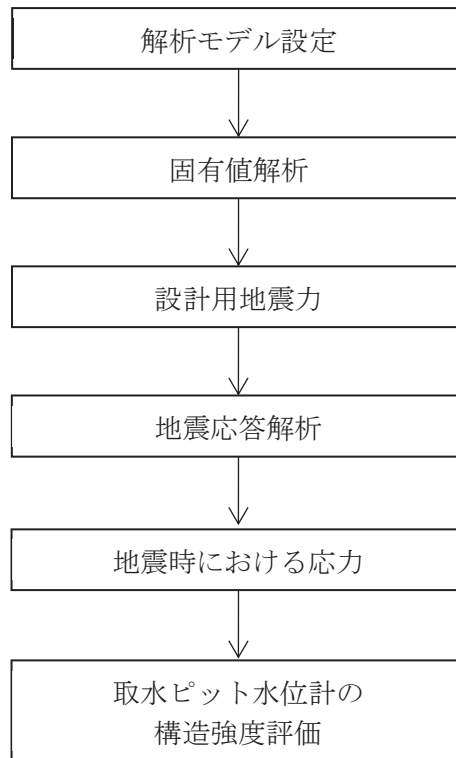 解析モデル設定
固有値解析
設計用地震力
地震応答解析
地震時における応力
取水ピット水位計の
構造強度評価